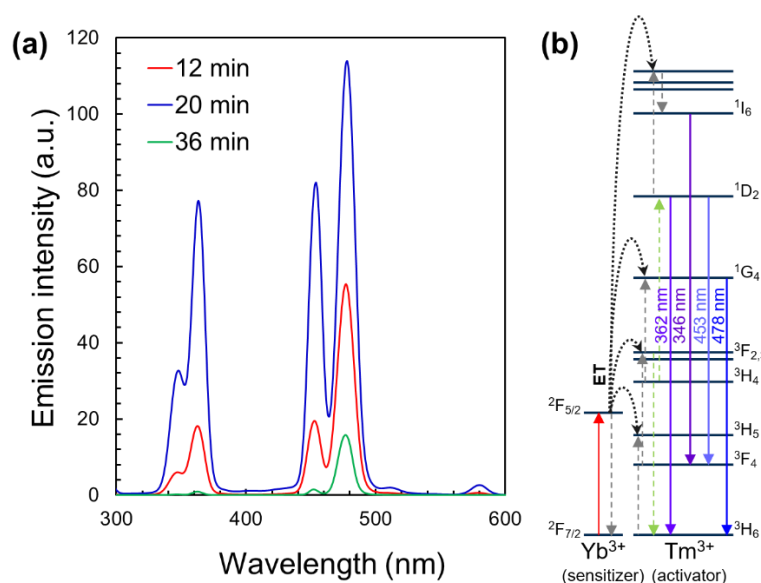 (a)
120
100
80
60
40
20
0
300
400
500
600
Emission intensity (a.u.)
Wavelength (nm)
12 min
20 min
36 min
(b)
¹I₆
¹D₂
¹G₄
³F₂,
³H₄
³H₅
³F₄
³H₆
²F₅/₂
²F₇/₂
ET
362 nm
346 nm
453 nm
478 nm
Yb³⁺
(sensitizer)
Tm³⁺
(activator)